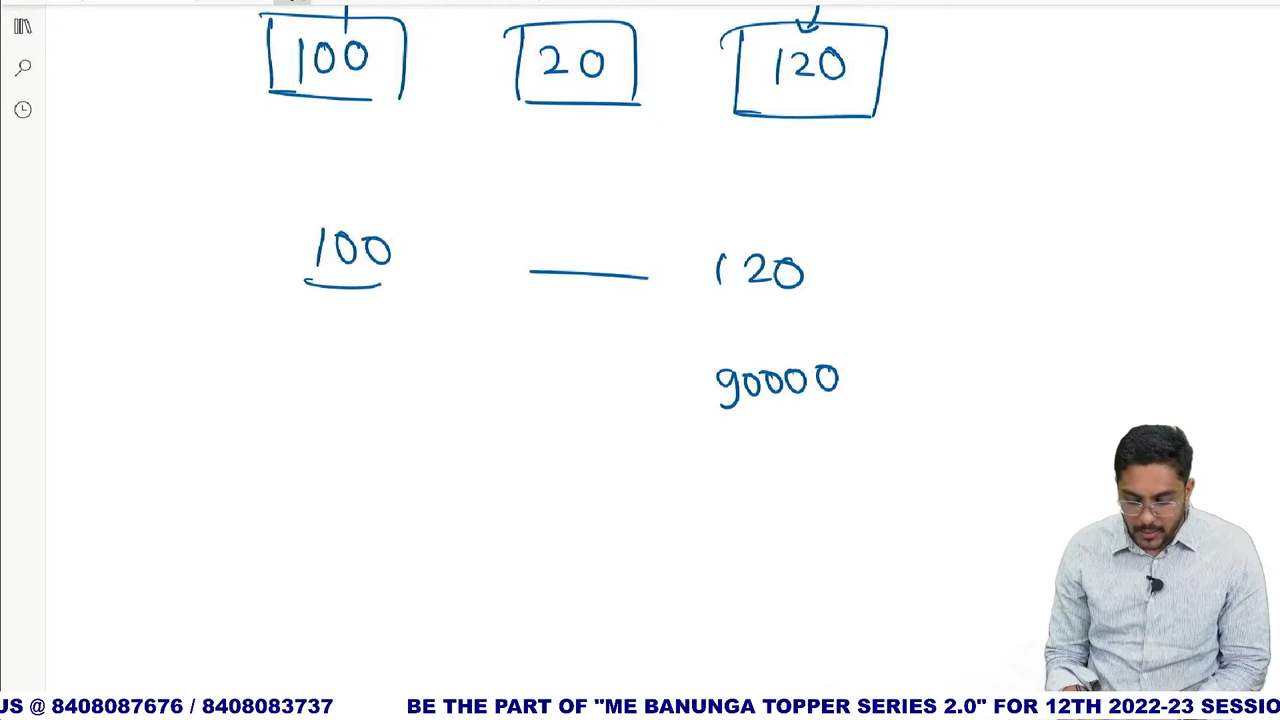 100 20 120
100 120
90000
US @ 8408087676 / 8408083737 BE THE PART OF "ME BANUNGA TOPPER SERIES 2.0" FOR 12TH 2022-23 SESSIO